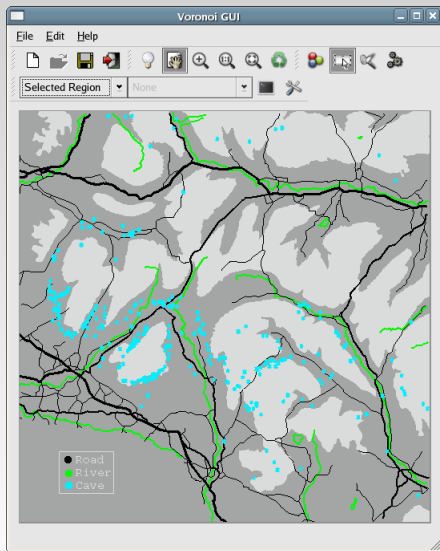 Voronoi GUI
File Edit Help
Selected Region None
Road
River
Cave